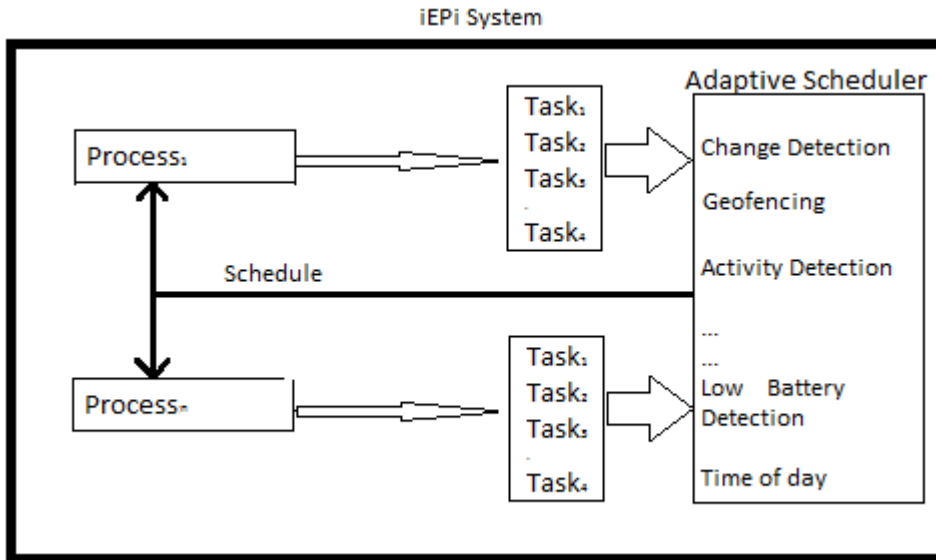 iEPi System
Adaptive Scheduler
Process₁
Task₁
Task₂
Task₃
.
Task₄
Change Detection
Geofencing
Activity Detection
Schedule
...
...
Low Battery
Detection
Time of day
Processₙ
Task₁
Task₂
Task₃
.
Task₄